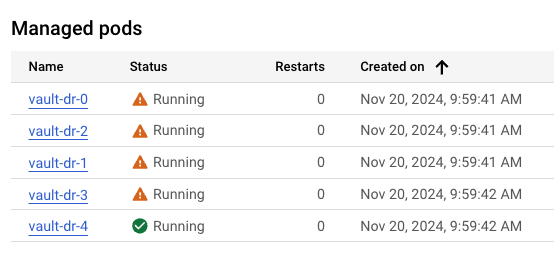 Managed pods
Name Status Restarts Created on
vault-dr-0 Running 0 Nov 20, 2024, 9:59:41 AM
vault-dr-2 Running 0 Nov 20, 2024, 9:59:41 AM
vault-dr-1 Running 0 Nov 20, 2024, 9:59:41 AM
vault-dr-3 Running 0 Nov 20, 2024, 9:59:42 AM
vault-dr-4 Running 0 Nov 20, 2024, 9:59:42 AM